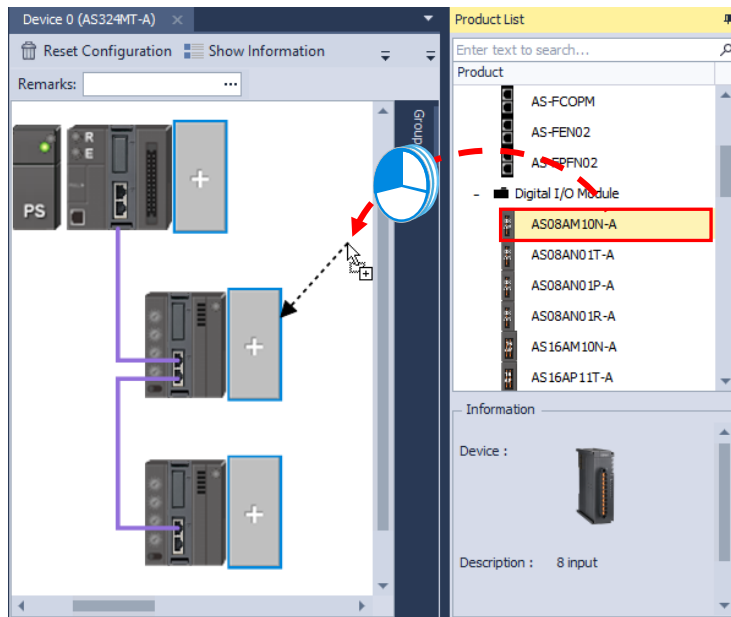 Device 0 (AS324MT-A)
Reset Configuration Show Information
Remarks:
...
R
E
PS
Group
Product List
Enter text to search...
Product
AS-FCOPM
AS-FEN02
AS-FPFN02
- Digital I/O Module
AS08AM10N-A
AS08AN01T-A
AS08AN01P-A
AS08AN01R-A
AS16AM10N-A
AS16AP11T-A
Information
Device :
Description : 8 input